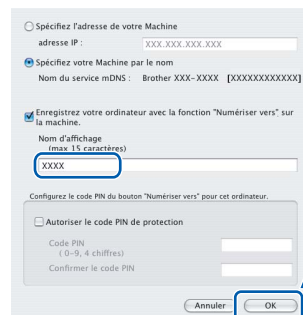 Spécifiez l'adresse de votre Machine
adresse IP :
XXX.XXX.XXX.XXX
Spécifiez votre Machine par le nom
Nom du service mDNS : Brother XXX-XXXX [XXXXXXXXXXXX]
Enregistrez votre ordinateur avec la fonction "Numériser vers" sur
la machine.
Nom d'affichage
(max 15 caractères)
XXXX
Configurez le code PIN du bouton "Numériser vers" pour cet ordinateur.
Autoriser le code PIN de protection
Code PIN
( 0-9, 4 chiffres)
Confirmer le code PIN
Annuler OK